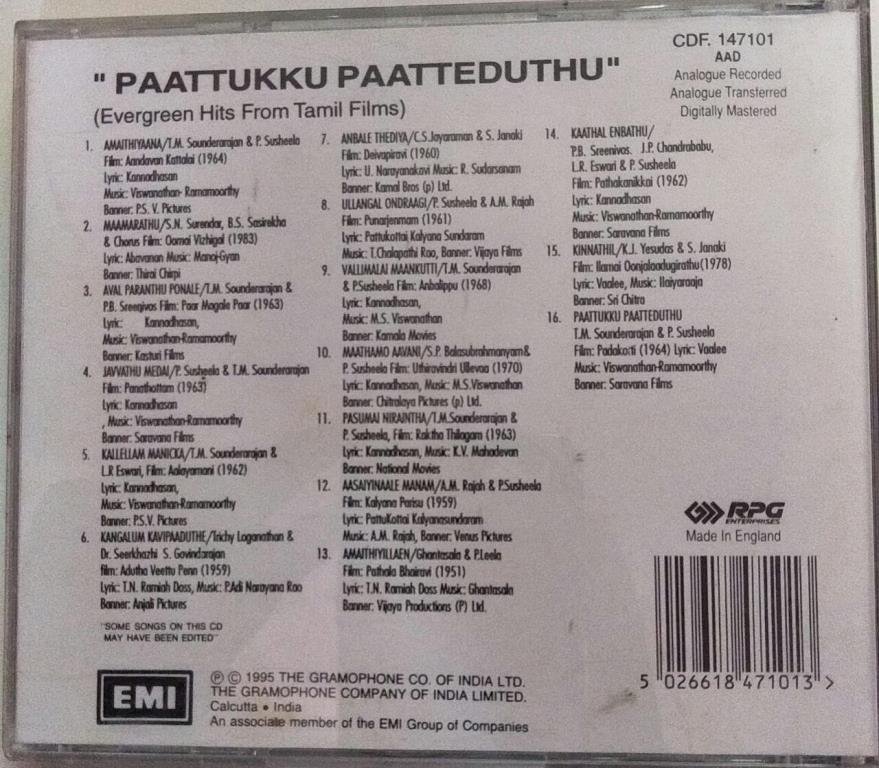 " PAATTUKKU PAATTEDUTHU"
(Evergreen Hits From Tamil Films)
CDF. 147101
AAD
Analogue Recorded
Analogue Transferred
Digitally Mastered
1. AMAITHIYAANA/T.M. Sounderarajan & P. Susheela
Film: Aandavan Kattalai (1964)
Lyric: Kannadhasan
Music: Viswanathan- Ramamoorthy
Banner: P.S. V. Pictures
2. MAAMARATHU/S.N. Surendar, B.S. Sasirekha
& Chorus Film: Oomai Vizhigal (1983)
Lyric: Abavanan Music: Manoj-Gyan
Banner: Thirai Chirpi
3. AVAL PARANTHU PONALE/T.M. Sounderarajan &
P.B. Sreenivos Film: Paar Magale Paar (1963)
Lyric: Kannadhasan,
Music: Viswanathan-Ramamoorthy
Banner: Kasturi Films
4. JAVVATHU MEDAI/P. Susheela & T.M. Sounderarajan
Film: Panathottam (1963)
Lyric: Kannadhasan
, Music: Viswanathan-Ramamoorthy
Banner: Saravana Films
5. KALLELLAM MANICKA/T.M. Sounderarajan &
L.R Eswari, Film: Aalayamani (1962)
Lyric: Kannadhasan,
Music: Viswanathan-Ramamoorthy
Banner: P.S.V. Pictures
6. KANGALUM KAVIPAADUTHE/Trichy Loganathan &
Dr. Seerkhazhi S. Govindarajan
film: Adutha Veettu Penn (1959)
Lyric: T.N. Ramiah Doss, Music: P.Adi Narayana Rao
Banner: Anjali Pictures
"SOME SONGS ON THIS CD
MAY HAVE BEEN EDITED"
7. ANBALE THEDIYA/C.S.Jayaraman & S. Janaki
Film: Deivapiravi (1960)
Lyric: U. Narayanakavi Music: R. Sudarsanam
Banner: Kamal Bros (p) Ltd.
8. ULLANGAL ONDRAAGI/P. Susheela & A.M. Rajah
Film: Punarjenmam (1961)
Lyric: Pattukottai Kalyana Sundaram
Music: T.Chalapathi Rao, Banner: Vijaya Films
9. VALLIMALAI MAANKUTTI/T.M. Sounderarajan
& P.Susheela Film: Anbalippu (1968)
Lyric: Kannadhasan,
Music: M.S. Viswanathan
Banner: Kamala Movies
10. MAATHAMO AAVANI/S.P. Balasubrahmanyam&
P. Susheela Film: Uthiravindri Ullevaa (1970)
Lyric: Kannadhasan, Music: M.S.Viswanathan
Banner: Chitralaya Pictures (p) Ltd.
11. PASUMAI NIRAINTHA/T.M.Sounderarajan &
P. Susheela, Film: Raktha Thilagam (1963)
Lyric: Kannadhasan, Music: K.V. Mahadevan
Banner: National Movies
12. AASAIYINAALE MANAM/A.M. Rajah & P.Susheela
Film: Kalyana Parisu (1959)
Lyric: PattuKottai Kalyanasundaram
Music: A.M. Rajah, Banner: Venus Pictures
13. AMAITHIYILLAEN/Ghantasala & P.Leela
Film: Pathala Bhairavi (1951)
Lyric: T.N. Ramiah Doss Music: Ghantasala
Banner: Vijaya Productions (P) Ltd.
14. KAATHAL ENBATHU/
P.B. Sreenivos. J.P. Chandrababu,
L.R. Eswari & P. Susheela
Film: Pathakanikkai (1962)
Lyric: Kannadhasan
Music: Viswanathan-Ramamoorthy
Banner: Saravana Films
15. KINNATHIL/K.J. Yesudas & S. Janaki
Film: Ilamai Oonjalaadugirathu(1978)
Lyric: Vaalee, Music: Ilaiyaraaja
Banner: Sri Chitra
16. PAATTUKKU PAATTEDUTHU
T.M. Sounderarajan & P. Susheela
Film: Padakotti (1964) Lyric: Vaalee
Music: Viswanathan-Ramamoorthy
Banner: Saravana Films
RPG
ENTERPRISES
Made In England
5 026618 471013 >
EMI
Ⓟ © 1995 THE GRAMOPHONE CO. OF INDIA LTD.
THE GRAMOPHONE COMPANY OF INDIA LIMITED.
Calcutta • India
An associate member of the EMI Group of Companies